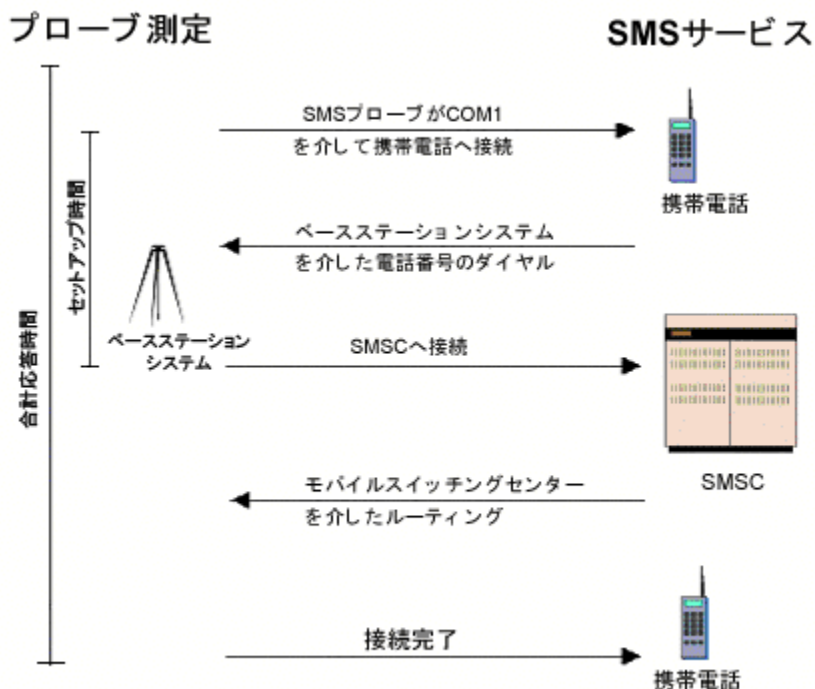 プローブ測定
SMSサービス
SMSプローブがCOM1
を介して携帯電話へ接続
携帯電話
ベースステーションシステム
を介した電話番号のダイヤル
セットアップ時間
合計応答時間
ベースステーション
システム
SMSCへ接続
SMSC
モバイルスイッチングセンター
を介したルーティング
接続完了
携帯電話